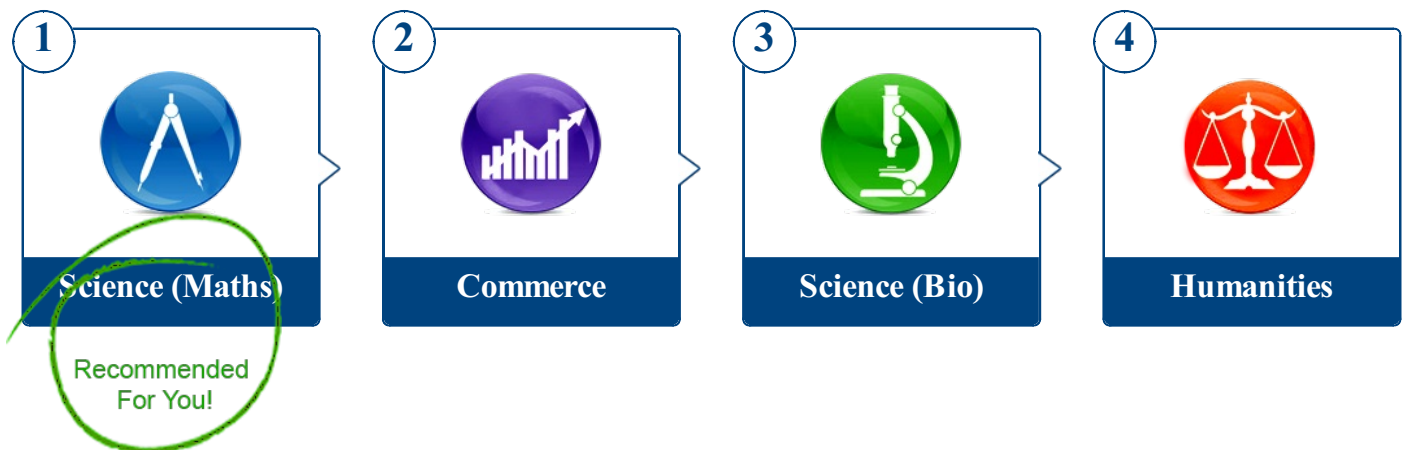 1
2
3
4
Science (Maths)
Commerce
Science (Bio)
Humanities
Recommended
For You!